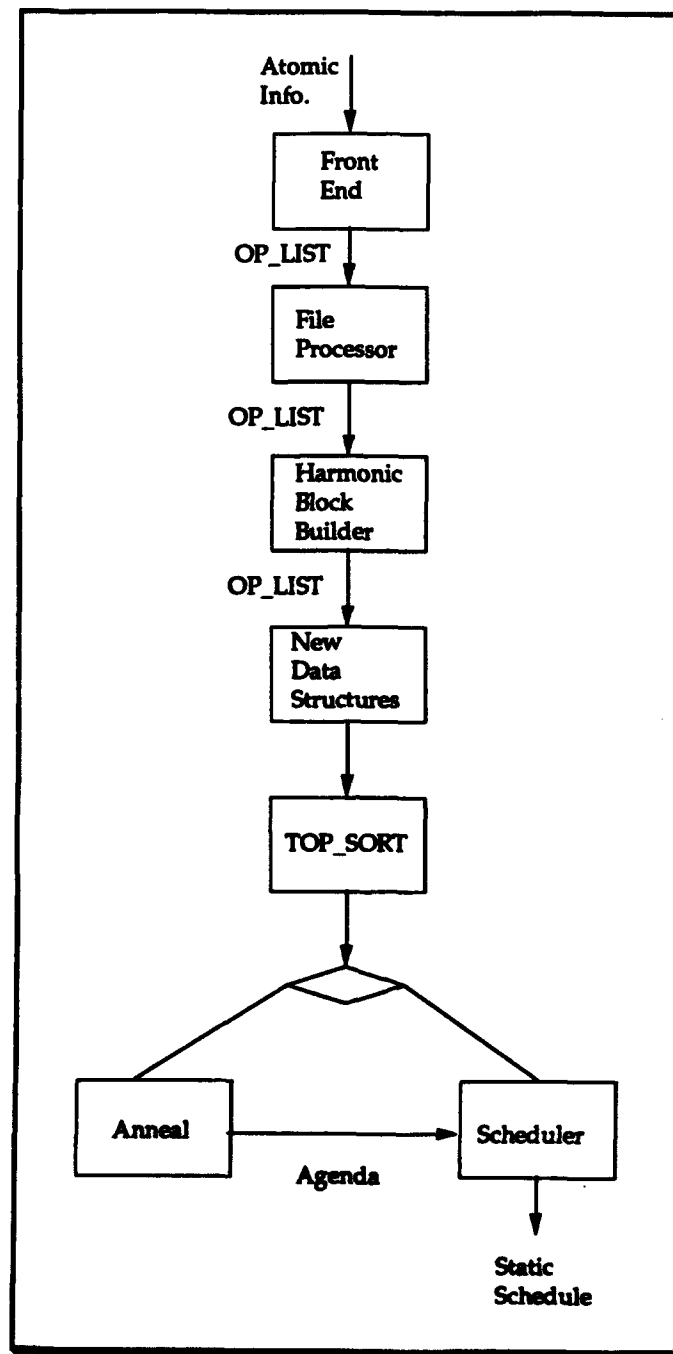 Atomic
Info.
Front
End
OP_LIST
File
Processor
OP_LIST
Harmonic
Block
Builder
OP_LIST
New
Data
Structures
TOP_SORT
Anneal
Scheduler
Agenda
Static
Schedule